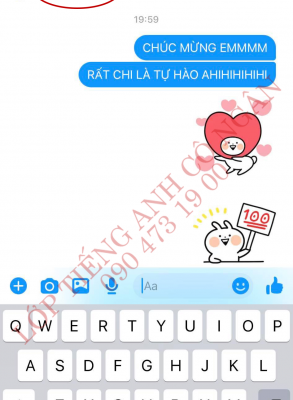 19:59
CHÚC MỪNG EMMMM
RẤT CHI LÀ TỰ HÀO AHIHIHIHIHI
100
LỚP TIẾNG ANH CÔ NGÂN
090 473 19 00
Aa
Q W E R T Y U I O P
A S D F G H J K L